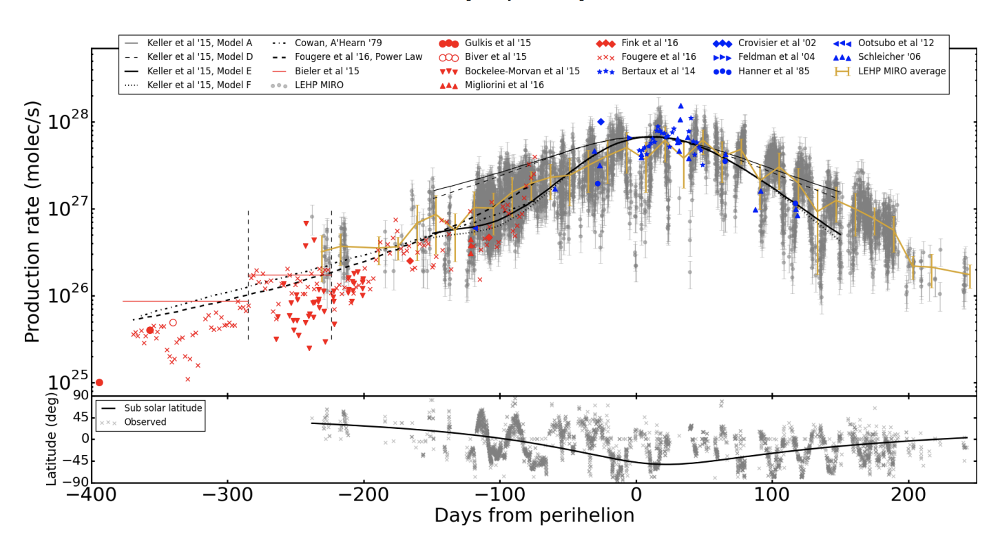 Keller et al '15, Model A
Keller et al '15, Model D
Keller et al '15, Model E
Keller et al '15, Model F
Cowan, A'Hearn '79
Fougere et al '16, Power Law
Bieler et al '15
LEHP MIRO
Gulkis et al '15
Biver et al '15
Bockelee-Morvan et al '15
Migliorini et al '16
Fink et al '16
Fougere et al '16
Bertaux et al '14
Crovisier et al '02
Feldman et al '04
Hanner et al '85
Ootsubo et al '12
Schleicher '06
LEHP MIRO average
Production rate (molec/s)
10^28
10^27
10^26
10^25
Latitude (deg)
90
45
0
−45
−90
Sub solar latitude
Observed
−400 −300 −200 −100 0 100 200
Days from perihelion